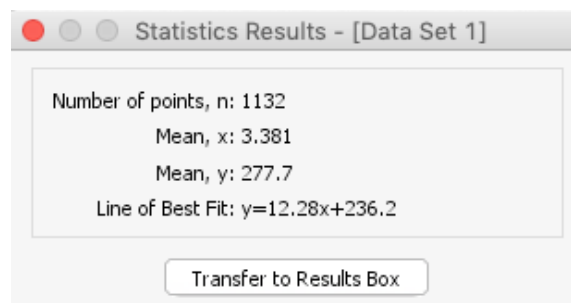 Statistics Results - [Data Set 1]
Number of points, n: 1132
Mean, x: 3.381
Mean, y: 277.7
Line of Best Fit: y=12.28x+236.2
Transfer to Results Box